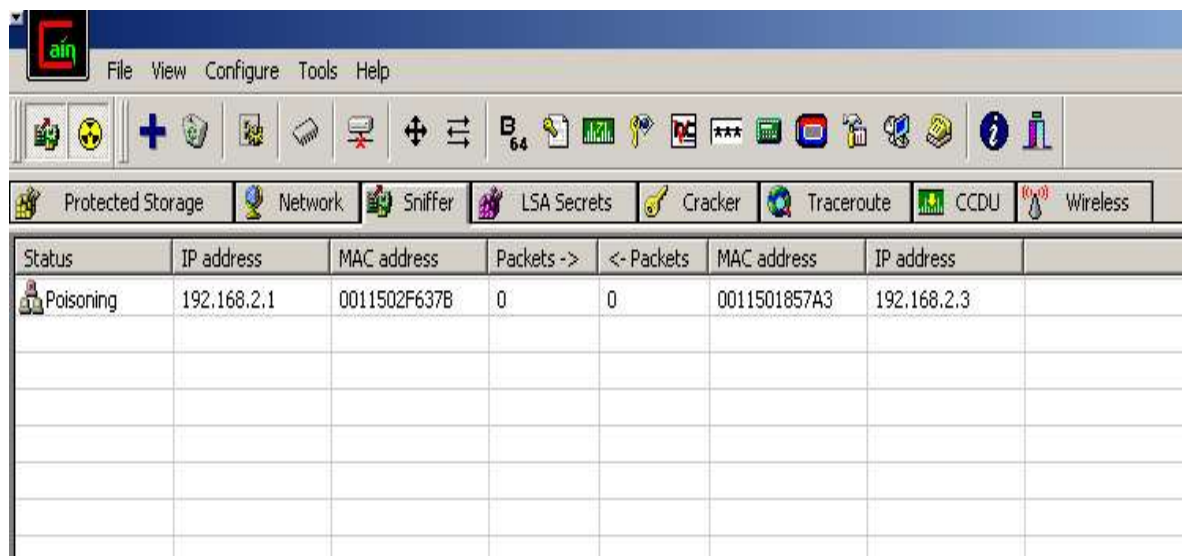 Cain
File View Configure Tools Help
B 64 ***
Protected Storage Network Sniffer LSA Secrets Cracker Traceroute CCDU Wireless
Status IP address MAC address Packets -> <- Packets MAC address IP address
Poisoning 192.168.2.1 0011502F637B 0 0 0011501857A3 192.168.2.3